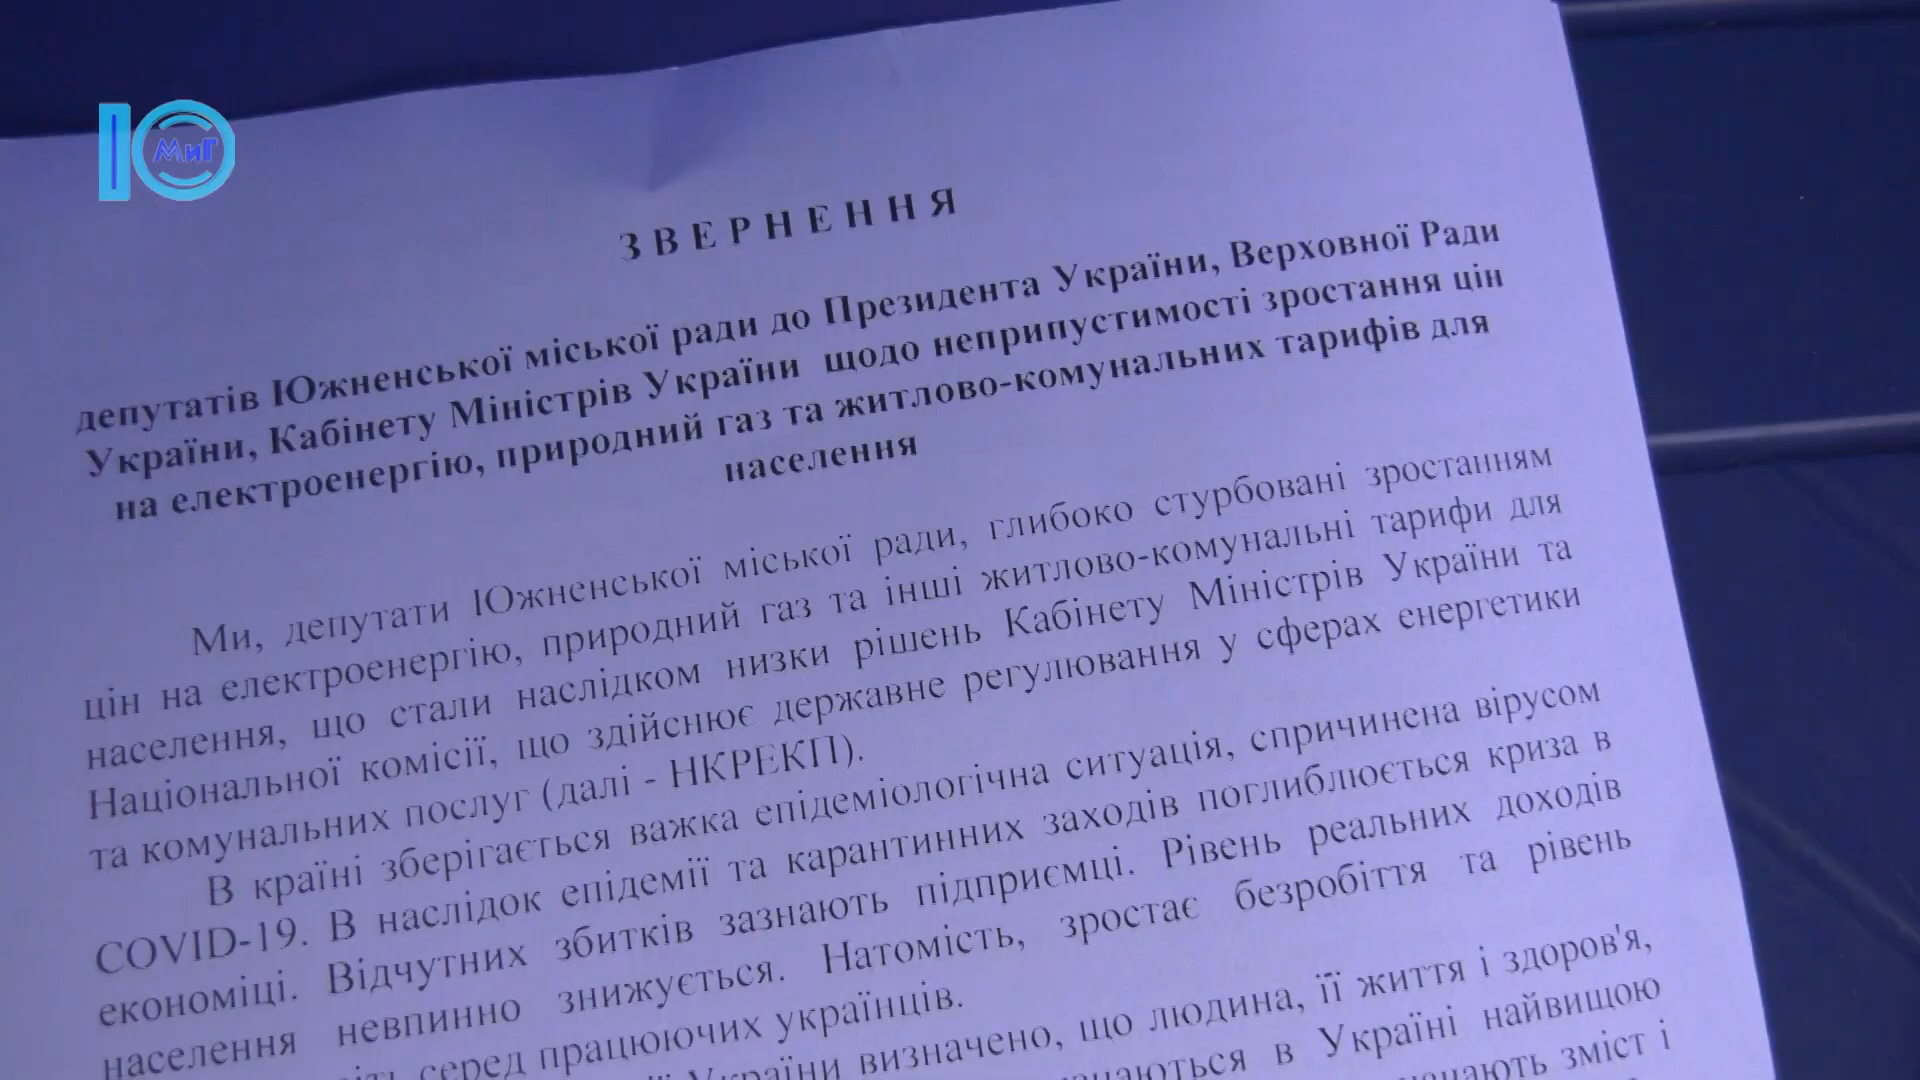 Ю
МиГ
ЗВЕРНЕННЯ
депутатів Южненської міської ради до Президента України, Верховної Ради
України, Кабінету Міністрів України щодо неприпустимості зростання цін
на електроенергію, природний газ та житлово-комунальних тарифів для
населення
Ми, депутати Южненської міської ради, глибоко стурбовані зростанням
цін на електроенергію, природний газ та інші житлово-комунальні тарифи для
населення, що стали наслідком низки рішень Кабінету Міністрів України та
Національної комісії, що здійснює державне регулювання у сферах енергетики
та комунальних послуг (далі - НКРЕКП).
В країні зберігається важка епідеміологічна ситуація, спричинена вірусом
COVID-19. В наслідок епідемії та карантинних заходів поглиблюється криза в
економіці. Відчутних збитків зазнають підприємці. Рівень реальних доходів
населення невпинно знижується. Натомість, зростає безробіття та рівень
серед працюючих українців.
України визначено, що людина, її життя і здоров'я,
в Україні найвищою
зміст і